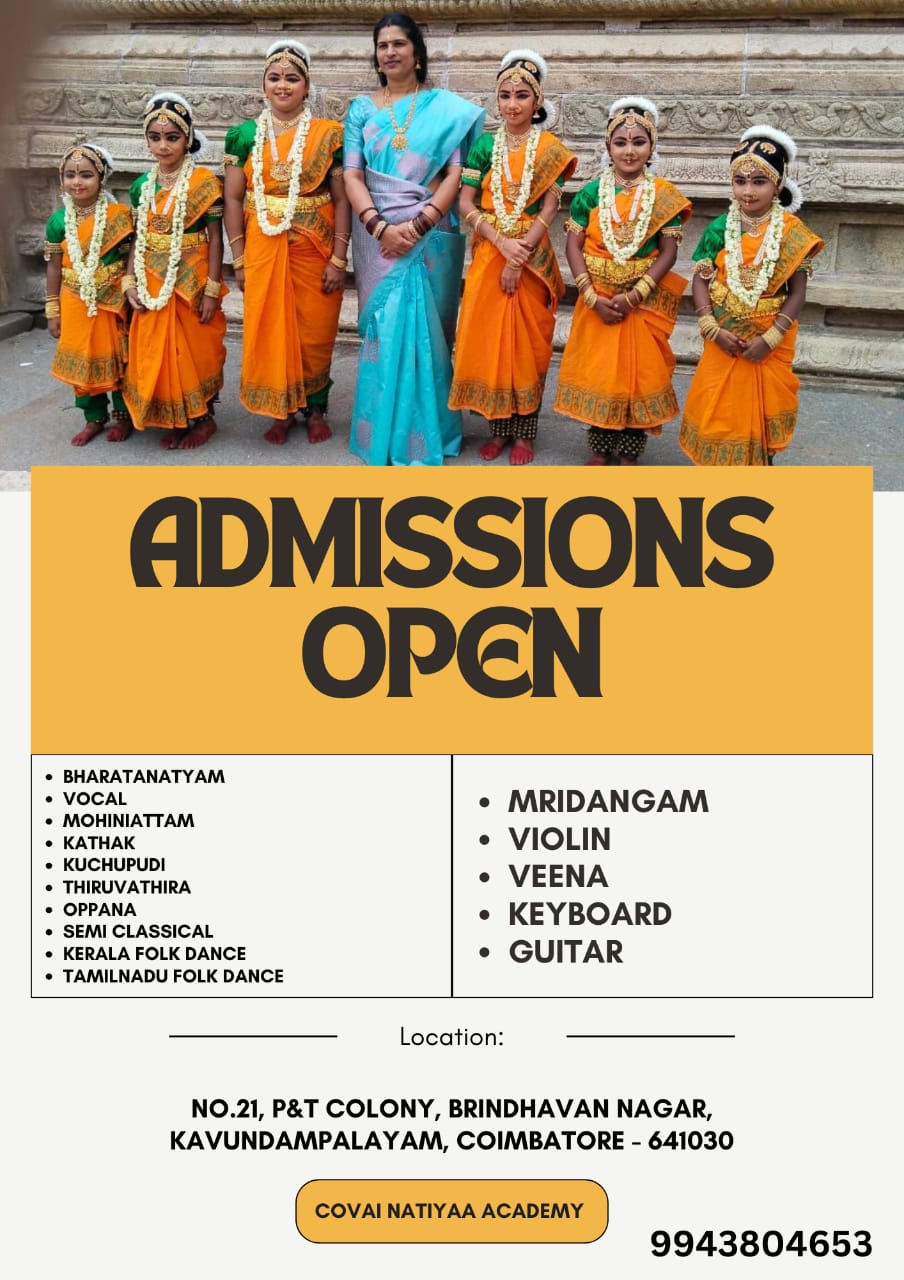 ADMISSIONS
OPEN
• BHARATANATYAM
• VOCAL
• MOHINIATTAM
• KATHAK
• KUCHUPUDI
• THIRUVATHIRA
• OPPANA
• SEMI CLASSICAL
• KERALA FOLK DANCE
• TAMILNADU FOLK DANCE
• MRIDANGAM
• VIOLIN
• VEENA
• KEYBOARD
• GUITAR
Location:
NO.21, P&T COLONY, BRINDHAVAN NAGAR,
KAVUNDAMPALAYAM, COIMBATORE - 641030
COVAI NATIYAA ACADEMY
9943804653